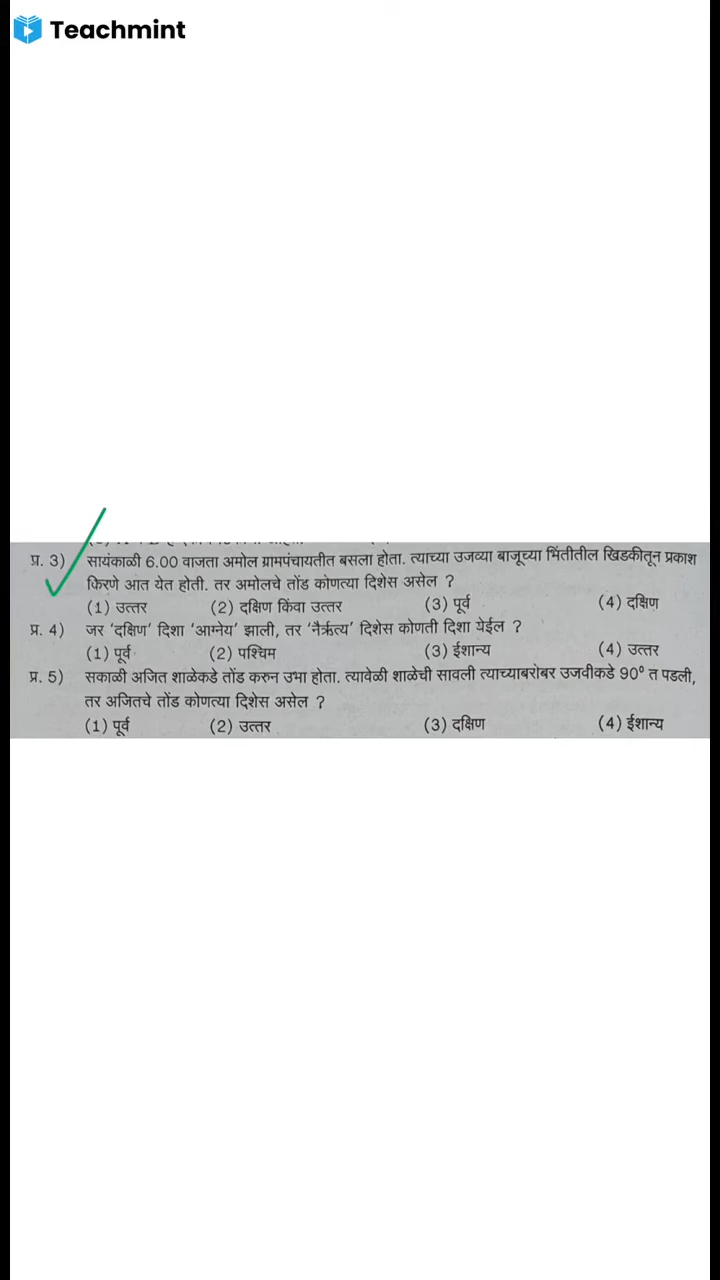 Teachmint
प्र. 3) सायंकाळी 6.00 वाजता अमोल ग्रामपंचायतीत बसला होता. त्याच्या उजव्या बाजूच्या भिंतीतील खिडकीतून प्रकाश
किरणे आत येत होती. तर अमोलचे तोंड कोणत्या दिशेस असेल ?
(1) उत्तर (2) दक्षिण किंवा उत्तर (3) पूर्व (4) दक्षिण
प्र. 4) जर ‘दक्षिण’ दिशा ‘आग्नेय’ झाली, तर ‘नैर्ऋत्य’ दिशेस कोणती दिशा येईल ?
(1) पूर्व (2) पश्चिम (3) ईशान्य (4) उत्तर
प्र. 5) सकाळी अजित शाळेकडे तोंड करुन उभा होता. त्यावेळी शाळेची सावली त्याच्याबरोबर उजवीकडे 90⁰ त पडली,
तर अजितचे तोंड कोणत्या दिशेस असेल ?
(1) पूर्व (2) उत्तर (3) दक्षिण (4) ईशान्य